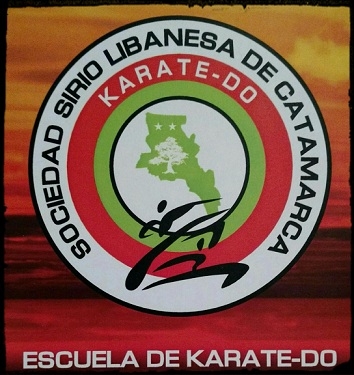 SOCIEDAD SIRIO LIBANESA DE CATAMARCA
KARATE-DO
ESCUELA DE KARATE-DO